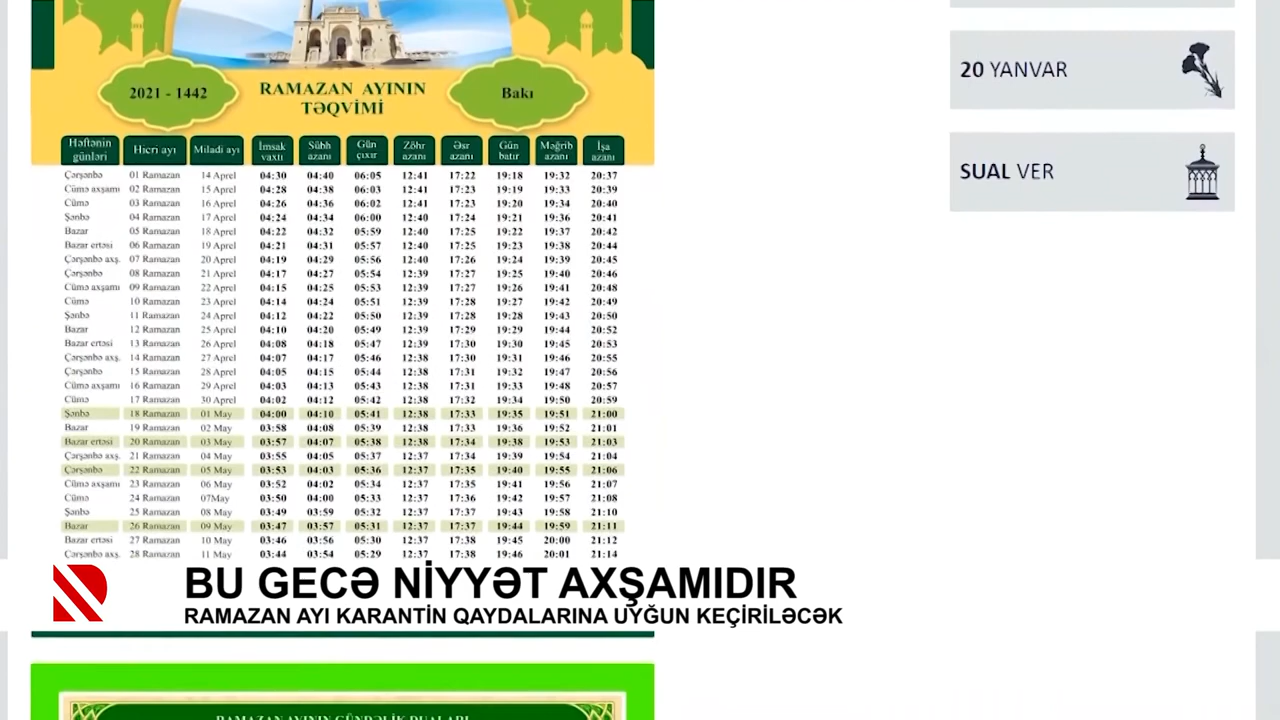 2021 - 1442
RAMAZAN AYININ
TƏQVİMİ
Bakı
Həftənin günləri Hicri ayı Miladi ayı İmsak vaxtı Sübh azanı Gün çıxır Zöhr azanı Əsr azanı Gün batır Məğrib azanı İşa azanı
Çərşənbə 01 Ramazan 14 Aprel 04:30 04:40 06:05 12:41 17:22 19:18 19:32 20:37
Cümə axşamı 02 Ramazan 15 Aprel 04:28 04:38 06:03 12:41 17:23 19:19 19:33 20:39
Cümə 03 Ramazan 16 Aprel 04:26 04:36 06:02 12:41 17:23 19:20 19:34 20:40
Şənbə 04 Ramazan 17 Aprel 04:24 04:34 06:00 12:40 17:24 19:21 19:36 20:41
Bazar 05 Ramazan 18 Aprel 04:22 04:32 05:59 12:40 17:25 19:22 19:37 20:42
Bazar ertəsi 06 Ramazan 19 Aprel 04:21 04:31 05:57 12:40 17:25 19:23 19:38 20:44
Çərşənbə axş. 07 Ramazan 20 Aprel 04:19 04:29 05:56 12:40 17:26 19:24 19:39 20:45
Çərşənbə 08 Ramazan 21 Aprel 04:17 04:27 05:54 12:39 17:27 19:25 19:40 20:46
Cümə axşamı 09 Ramazan 22 Aprel 04:15 04:25 05:53 12:39 17:27 19:26 19:41 20:48
Cümə 10 Ramazan 23 Aprel 04:14 04:24 05:51 12:39 17:28 19:27 19:42 20:49
Şənbə 11 Ramazan 24 Aprel 04:12 04:22 05:50 12:39 17:28 19:28 19:43 20:50
Bazar 12 Ramazan 25 Aprel 04:10 04:20 05:49 12:39 17:29 19:29 19:44 20:52
Bazar ertəsi 13 Ramazan 26 Aprel 04:08 04:18 05:47 12:39 17:30 19:30 19:45 20:53
Çərşənbə axş. 14 Ramazan 27 Aprel 04:07 04:17 05:46 12:38 17:30 19:31 19:46 20:55
Çərşənbə 15 Ramazan 28 Aprel 04:05 04:15 05:44 12:38 17:31 19:32 19:47 20:56
Cümə axşamı 16 Ramazan 29 Aprel 04:03 04:13 05:43 12:38 17:31 19:33 19:48 20:57
Cümə 17 Ramazan 30 Aprel 04:02 04:12 05:42 12:38 17:32 19:34 19:50 20:59
Şənbə 18 Ramazan 01 May 04:00 04:10 05:41 12:38 17:33 19:35 19:51 21:00
Bazar 19 Ramazan 02 May 03:58 04:08 05:39 12:38 17:33 19:36 19:52 21:01
Bazar ertəsi 20 Ramazan 03 May 03:57 04:07 05:38 12:38 17:34 19:38 19:53 21:03
Çərşənbə axş. 21 Ramazan 04 May 03:55 04:05 05:37 12:37 17:34 19:39 19:54 21:04
Çərşənbə 22 Ramazan 05 May 03:53 04:03 05:36 12:37 17:35 19:40 19:55 21:06
Cümə axşamı 23 Ramazan 06 May 03:52 04:02 05:34 12:37 17:35 19:41 19:56 21:07
Cümə 24 Ramazan 07May 03:50 04:00 05:33 12:37 17:36 19:42 19:57 21:08
Şənbə 25 Ramazan 08 May 03:49 03:59 05:32 12:37 17:37 19:43 19:58 21:10
Bazar 26 Ramazan 09 May 03:47 03:57 05:31 12:37 17:37 19:44 19:59 21:11
Bazar ertəsi 27 Ramazan 10 May 03:46 03:56 05:30 12:37 17:38 19:45 20:00 21:12
Çərşənbə axş. 28 Ramazan 11 May 03:44 03:54 05:29 12:37 17:38 19:46 20:01 21:14
20 YANVAR
SUAL VER
BU GECƏ NİYYƏT AXŞAMIDIR
RAMAZAN AYI KARANTİN QAYDALARINA UYĞUN KEÇİRİLƏCƏK
RAMAZAN AYININ GÜNDƏLİK DUALARI